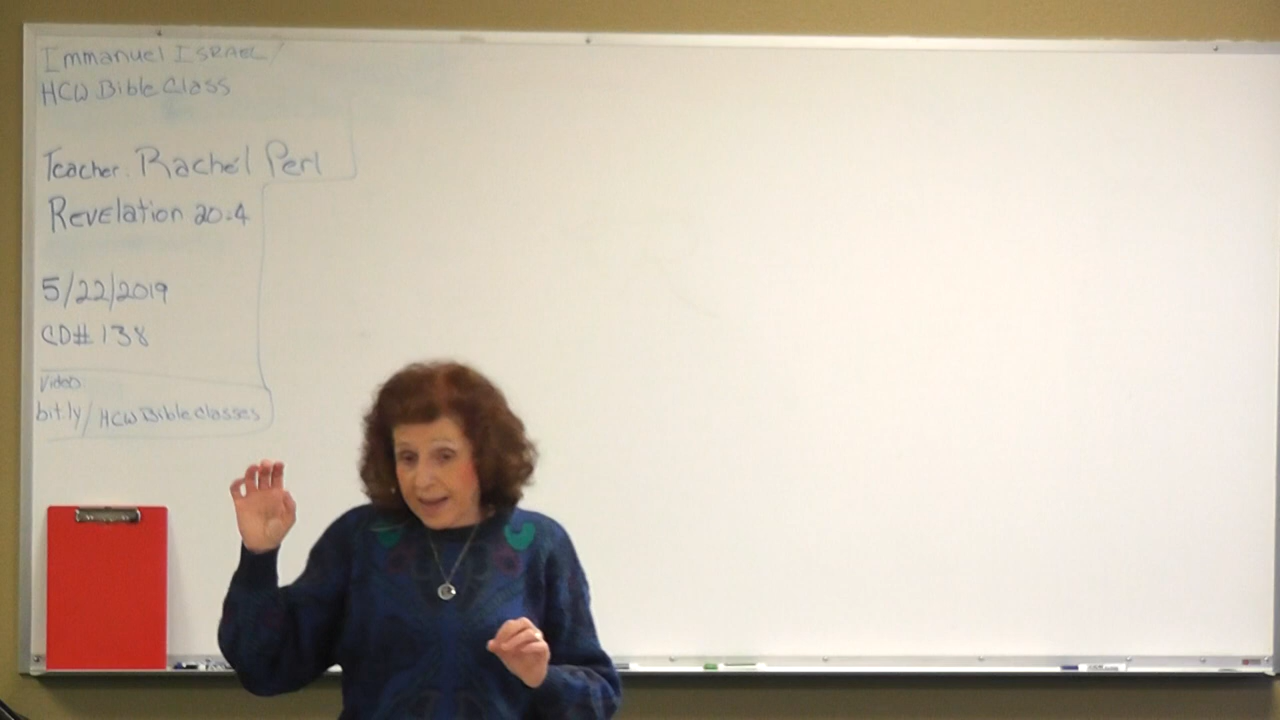 Immanuel ISRAEL/
HCW Bible Class
Teacher: Rachel Perl
Revelation 20:4
5/22/2019
CD# 138
Video
bit.ly/HCWBibleclasses